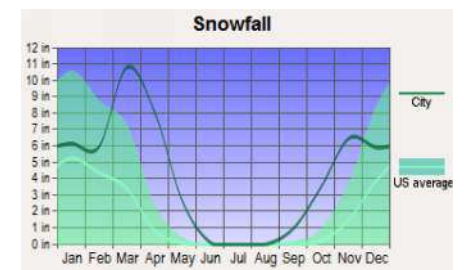 Snowfall
12 in
11 in
10 in
9 in
8 in
7 in
6 in
5 in
4 in
3 in
2 in
1 in
0 in
Jan Feb Mar Apr May Jun Jul Aug Sep Oct Nov Dec
City
US average